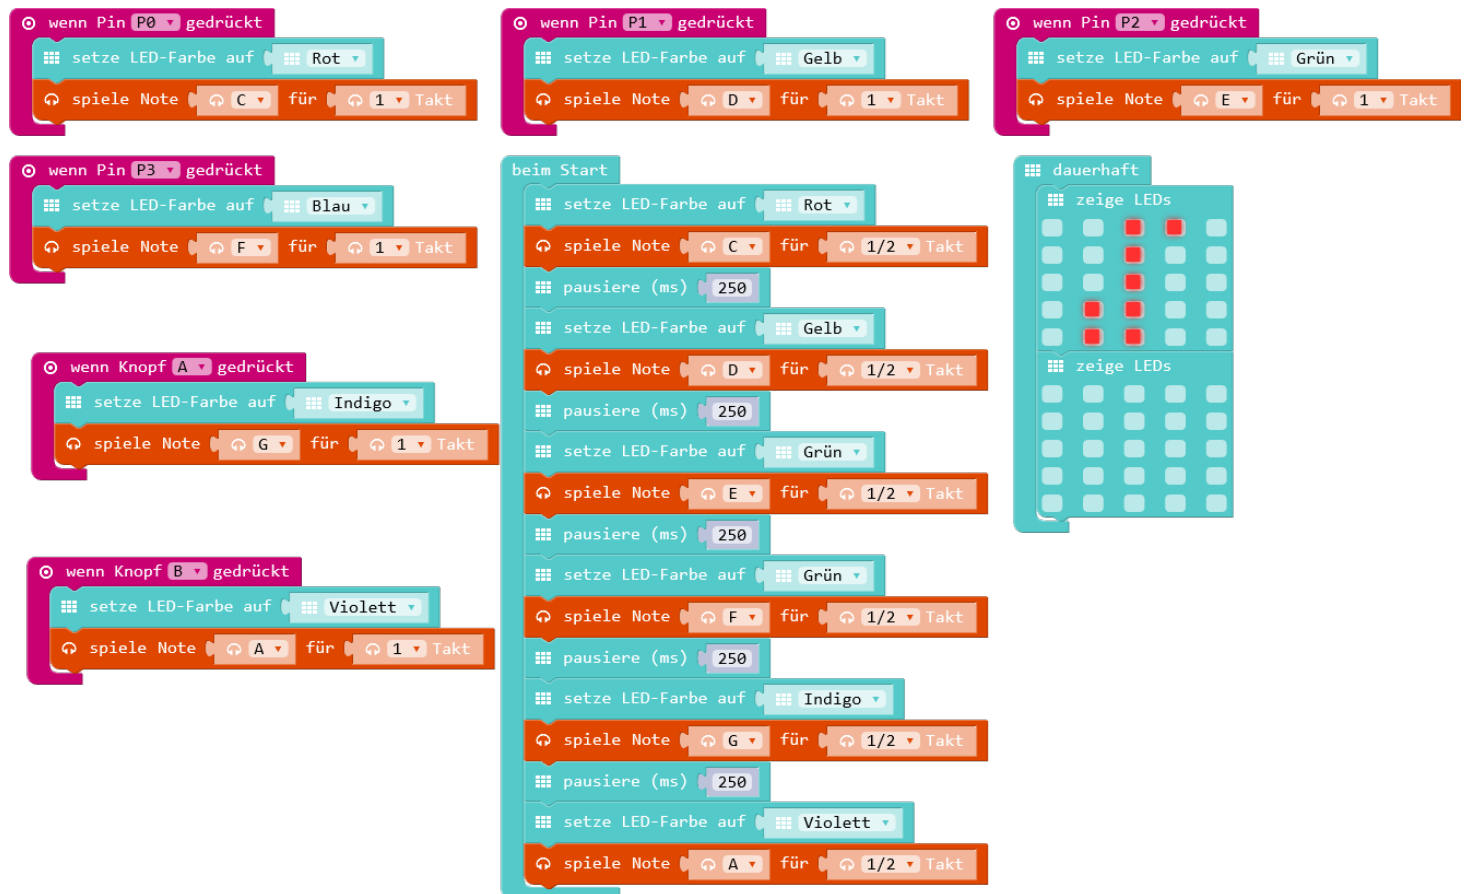 wenn Pin P0 gedrückt
setze LED-Farbe auf Rot
spiele Note C für 1 Takt
wenn Pin P1 gedrückt
setze LED-Farbe auf Gelb
spiele Note D für 1 Takt
wenn Pin P2 gedrückt
setze LED-Farbe auf Grün
spiele Note E für 1 Takt
wenn Pin P3 gedrückt
setze LED-Farbe auf Blau
spiele Note F für 1 Takt
wenn Knopf A gedrückt
setze LED-Farbe auf Indigo
spiele Note G für 1 Takt
wenn Knopf B gedrückt
setze LED-Farbe auf Violett
spiele Note A für 1 Takt
beim Start
setze LED-Farbe auf Rot
spiele Note C für 1/2 Takt
pausiere (ms) 250
setze LED-Farbe auf Gelb
spiele Note D für 1/2 Takt
pausiere (ms) 250
setze LED-Farbe auf Grün
spiele Note E für 1/2 Takt
pausiere (ms) 250
setze LED-Farbe auf Grün
spiele Note F für 1/2 Takt
pausiere (ms) 250
setze LED-Farbe auf Indigo
spiele Note G für 1/2 Takt
pausiere (ms) 250
setze LED-Farbe auf Violett
spiele Note A für 1/2 Takt
dauerhaft
zeige LEDs
zeige LEDs